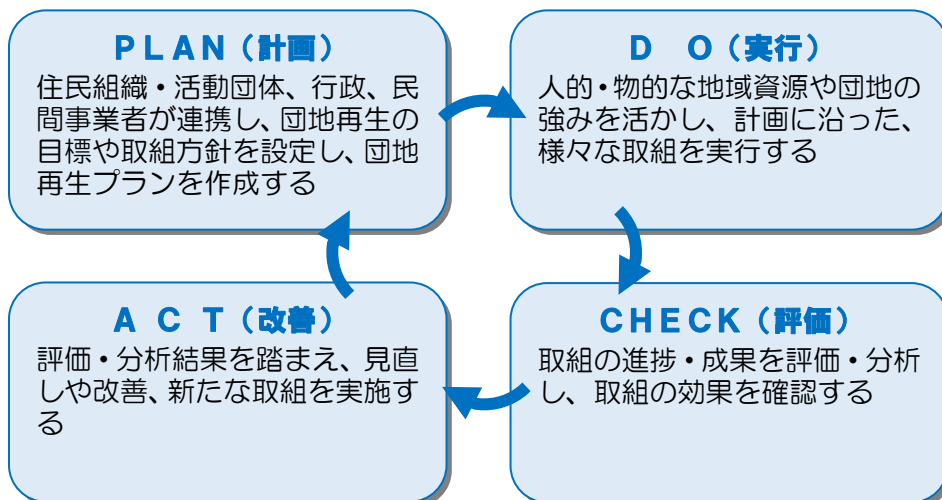 PLAN（計画）
住民組織・活動団体、行政、民
間事業者が連携し、団地再生の
目標や取組方針を設定し、団地
再生プランを作成する
D　O（実行）
人的・物的な地域資源や団地の
強みを活かし、計画に沿った、
様々な取組を実行する
A C T（改善）
評価・分析結果を踏まえ、見直
しや改善、新たな取組を実施す
る
CHECK（評価）
取組の進捗・成果を評価・分析
し、取組の効果を確認する